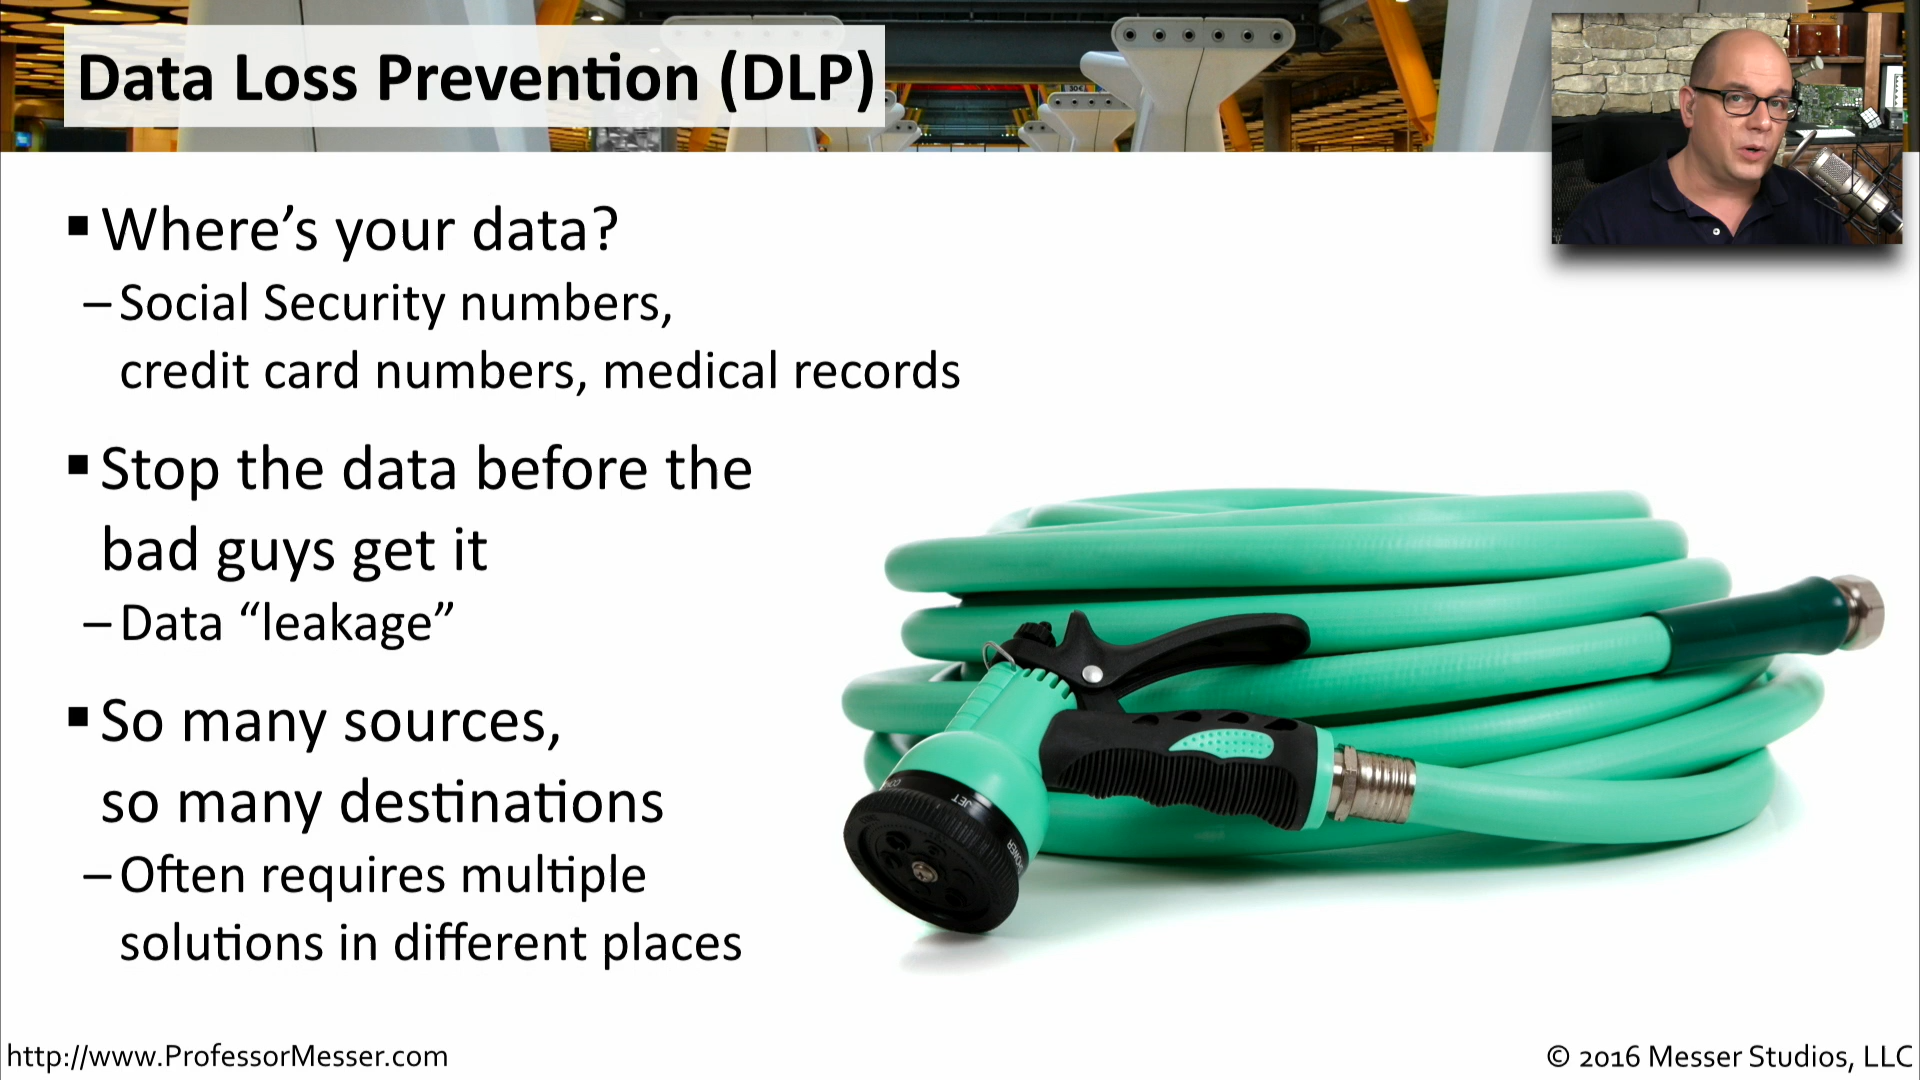 Data Loss Prevention (DLP)
▪ Where’s your data?
– Social Security numbers,
credit card numbers, medical records
▪ Stop the data before the
bad guys get it
– Data “leakage”
▪ So many sources,
so many destinations
– Often requires multiple
solutions in different places
JET
POWER
http://www.ProfessorMesser.com
© 2016 Messer Studios, LLC